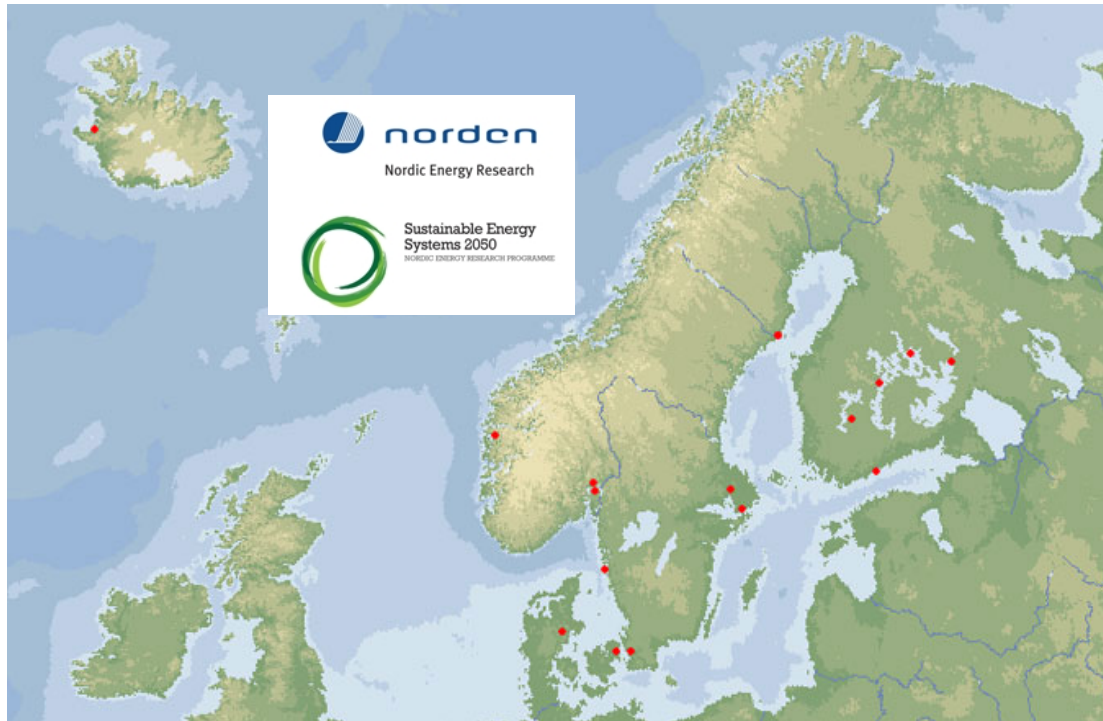 norden
Nordic Energy Research
Sustainable Energy
Systems 2050
NORDIC ENERGY RESEARCH PROGRAMME